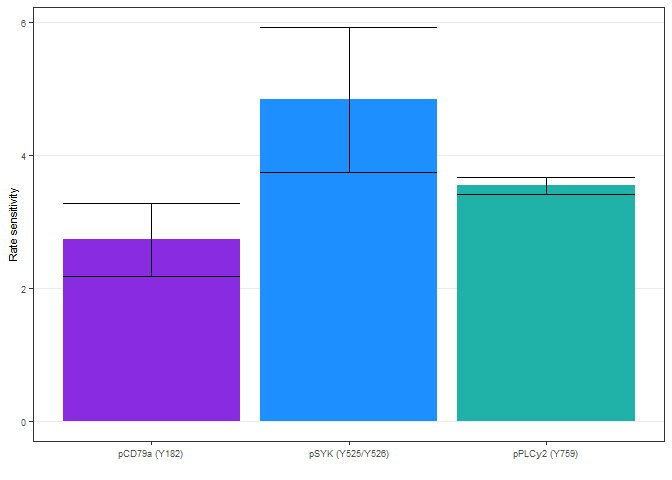 6
4
2
0
Rate sensitivity
pCD79a (Y182)
pSYK (Y525/Y526)
pPLCy2 (Y759)